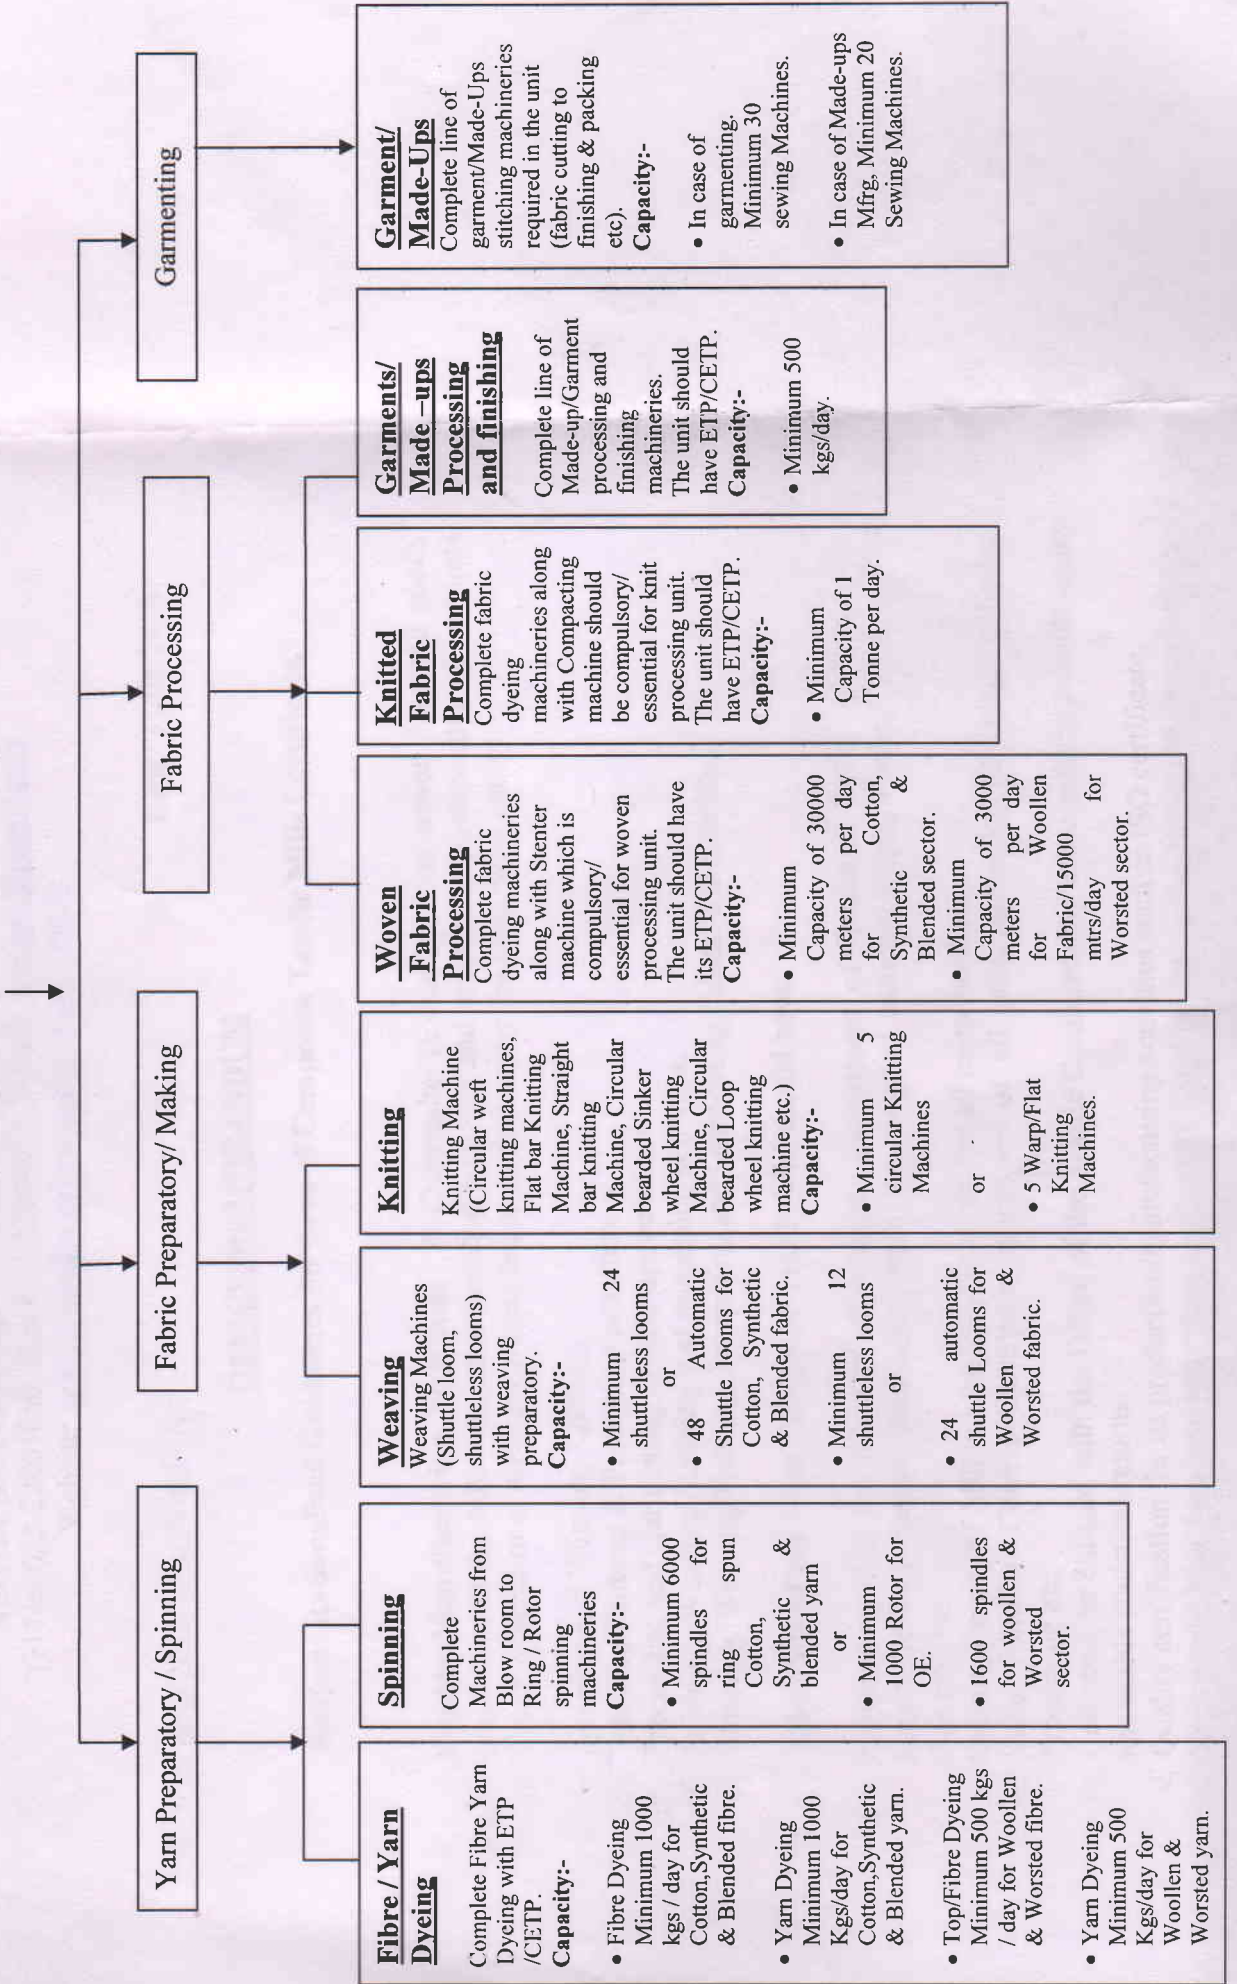 Yarn Preparatory / Spinning
Fabric Preparatory/ Making
Fabric Processing
Garmenting
Fibre / Yarn
Dyeing
Complete Fibre Yarn
Dyeing with ETP
/CETP.
Capacity:-
• Fibre Dyeing
Minimum 1000
kgs / day for
Cotton,Synthetic
& Blended fibre.
• Yarn Dyeing
Minimum 1000
Kgs/day for
Cotton,Synthetic
& Blended yarn.
• Top/Fibre Dyeing
Minimum 500 kgs
/ day for Woollen
& Worsted fibre.
• Yarn Dyeing
Minimum 500
Kgs/day for
Woollen &
Worsted yarn.
Spinning
Complete
Machineries from
Blow room to
Ring / Rotor
spinning
machineries
Capacity:-
• Minimum 6000
spindles for
ring spun
Cotton,
Synthetic &
blended yarn
or
• Minimum
1000 Rotor for
OE.
• 1600 spindles
for woollen &
Worsted
sector.
Weaving
Weaving Machines
(Shuttle loom,
shuttleless looms)
with weaving
preparatory.
Capacity:-
• Minimum 24
shuttleless looms
or
• 48 Automatic
Shuttle looms for
Cotton, Synthetic
& Blended fabric.
• Minimum 12
shuttleless looms
or
• 24 automatic
shuttle Looms for
Woollen &
Worsted fabric.
Knitting
Knitting Machine
(Circular weft
knitting machines,
Flat bar Knitting
Machine, Straight
bar knitting
Machine, Circular
bearded Sinker
wheel knitting
Machine, Circular
bearded Loop
wheel knitting
machine etc.)
Capacity:-
• Minimum 5
circular Knitting
Machines
or
• 5 Warp/Flat
Knitting
Machines.
Woven
Fabric
Processing
Complete fabric
dyeing machineries
along with Stenter
machine which is
compulsory/
essential for woven
processing unit.
The unit should have
its ETP/CETP.
Capacity:-
• Minimum
Capacity of 30000
meters per day
for Cotton,
Synthetic &
Blended sector.
• Minimum
Capacity of 3000
meters per day
for Woollen
Fabric/15000
mtrs/day for
Worsted sector.
Knitted
Fabric
Processing
Complete fabric
dyeing
machineries along
with Compacting
machine should
be compulsory/
essential for knit
processing unit.
The unit should
have ETP/CETP.
Capacity:-
• Minimum
Capacity of 1
Tonne per day.
Garments/
Made –ups
Processing
and finishing
Complete line of
Made-up/Garment
processing and
finishing
machineries.
The unit should
have ETP/CETP.
Capacity:-
• Minimum 500
kgs/day.
Garment/
Made-Ups
Complete line of
garment/Made-Ups
stitching machineries
required in the unit
(fabric cutting to
finishing & packing
etc).
Capacity:-
• In case of
garmenting.
Minimum 30
sewing Machines.
• In case of Made-ups
Mfrg, Minimum 20
Sewing Machines.